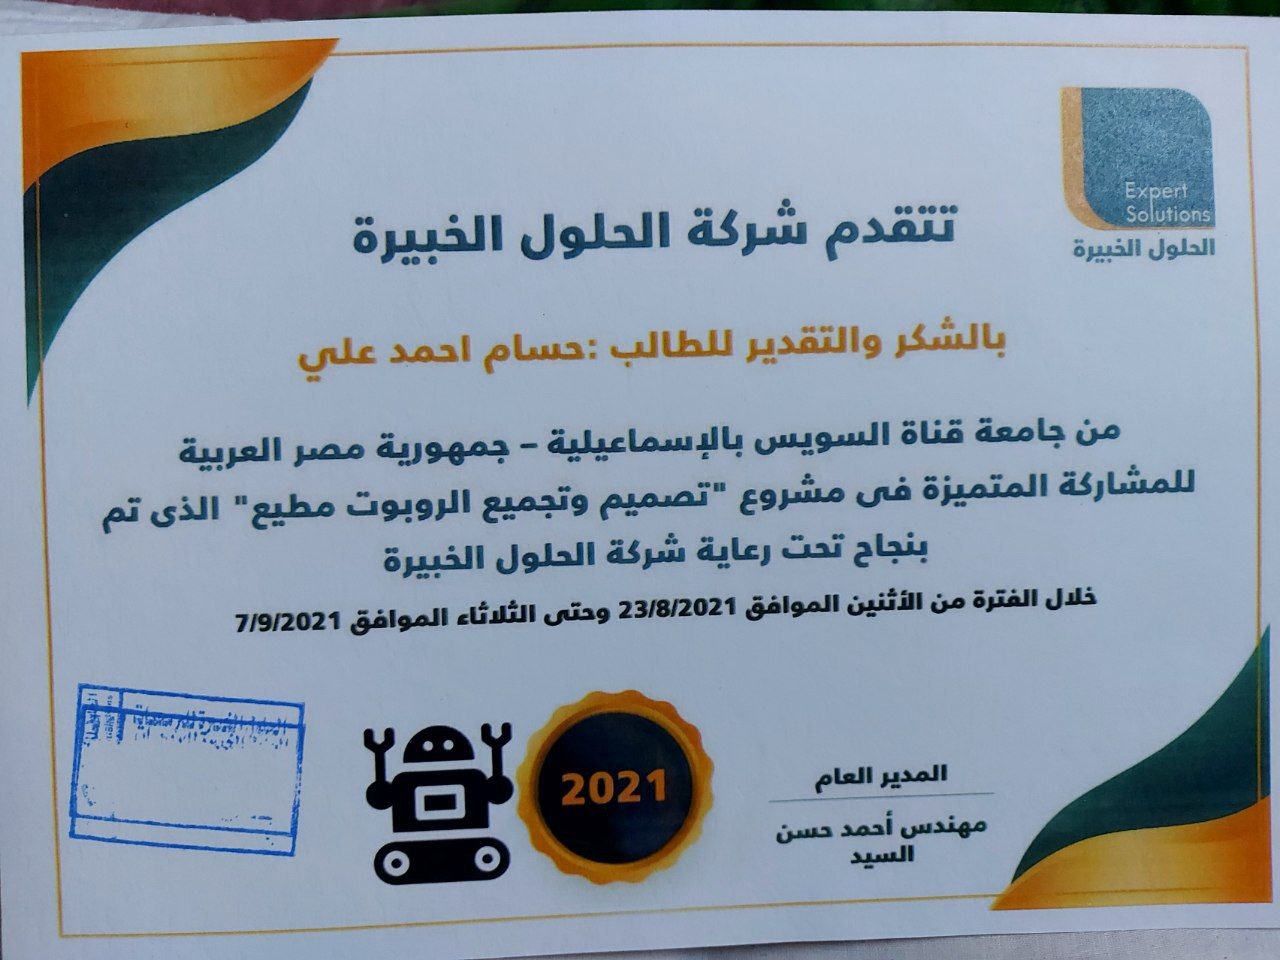 Expert
Solutions
الحلول الخبيرة
تتقدم شركة الحلول الخبيرة
بالشكر والتقدير للطالب :حسام احمد علي
من جامعة قناة السويس بالإسماعيلية – جمهورية مصر العربية
للمشاركة المتميزة فى مشروع "تصميم وتجميع الروبوت مطيع" الذى تم
بنجاح تحت رعاية شركة الحلول الخبيرة
خلال الفترة من الأثنين الموافق 23/8/2021 وحتى الثلاثاء الموافق 7/9/2021
2021
المدير العام
مهندس أحمد حسن
السيد